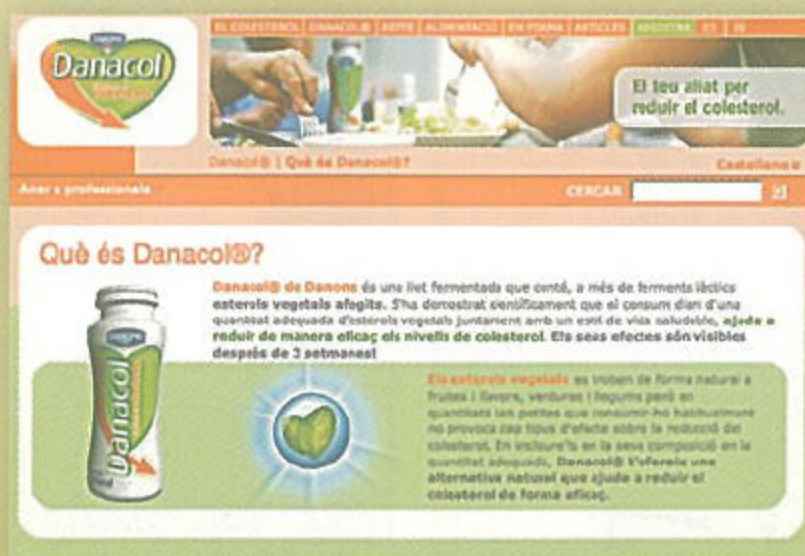 EL COLESTEROL DANACOL® REPTE ALIMENTACIÓ EN FORMA ARTICLES REGISTRA'T
Danacol
El teu aliat per
reduir el colesterol.
Danacol® | Què és Danacol®?
Castellano
Anar a professionals
CERCAR
Què és Danacol®?
Danacol® de Danone és una llet fermentada que conté, a més de ferments làctics
esterols vegetals afegits. S'ha demostrat científicament que el consum diari d'una
quantitat adequada d'esterols vegetals juntament amb un estil de vida saludable, ajuda a
reduir de manera eficaç els nivells de colesterol. Els seus efectes són visibles
després de 3 setmanes!
Danacol
Els esterols vegetals es troben de forma natural a
fruites i llavors, verdures i llegums però en
quantitats tan petites que consumir-ho habitualment
no provoca cap tipus d'efecte sobre la reducció del
colesterol. En incloure'ls en la seva composició en la
quantitat adequada, Danacol® t'ofereix una
alternativa natural que ajuda a reduir el
colesterol de forma eficaç.